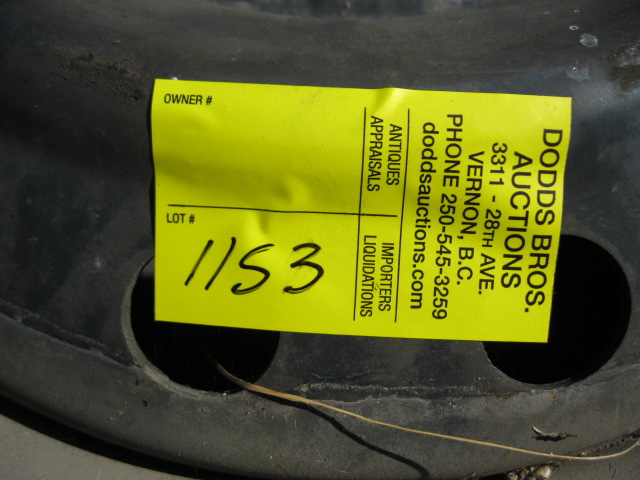 OWNER #
LOT #
1153
ANTIQUES
APPRAISALS
IMPORTERS
LIQUIDATIONS
DODDS BROS.
AUCTIONS
3311 - 28TH AVE.
VERNON, B.C.
PHONE 250-545-3259
doddsauctions.com